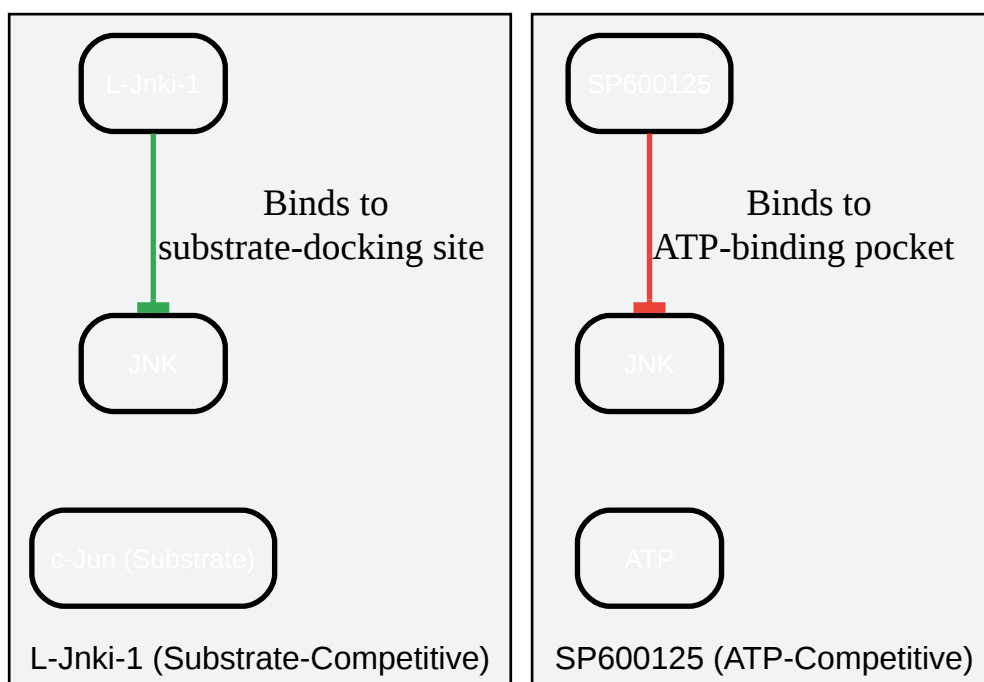 L-Jnki-1
Binds to
substrate-docking site
JNK
c-Jun (Substrate)
L-Jnki-1 (Substrate-Competitive)
SP600125
Binds to
ATP-binding pocket
JNK
ATP
SP600125 (ATP-Competitive)